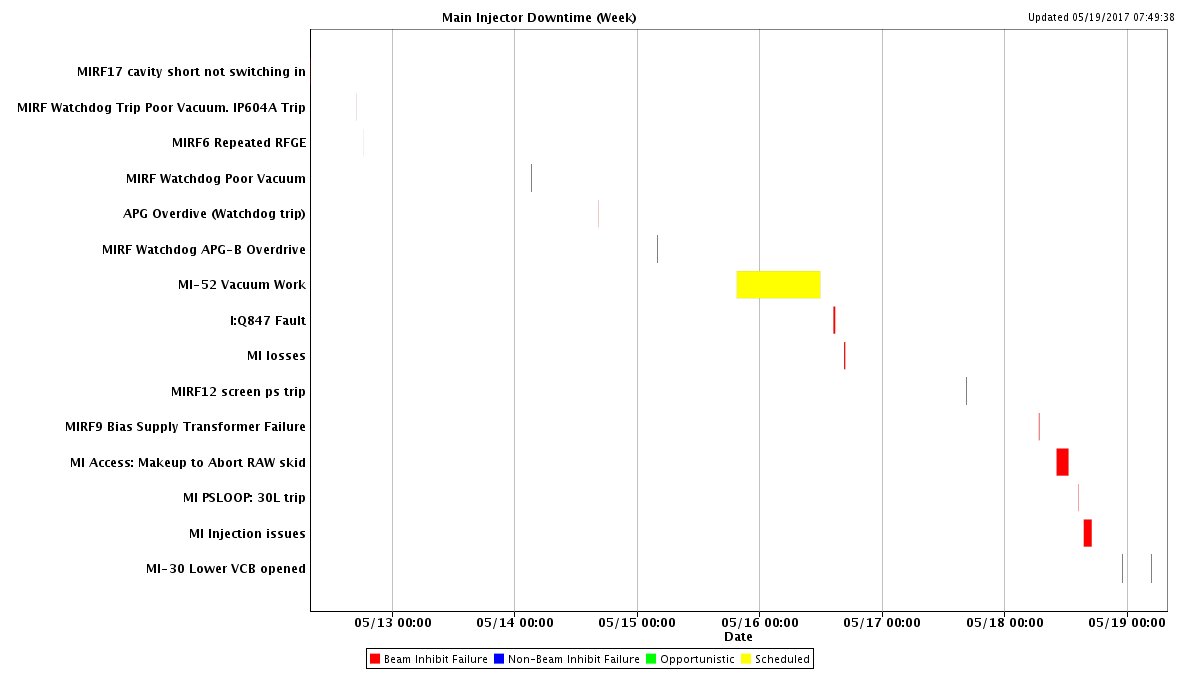 Main Injector Downtime (Week)
Updated 05/19/2017 07:49:38
MIRF17 cavity short not switching in
MIRF Watchdog Trip Poor Vacuum. IP604A Trip
MIRF6 Repeated RFGE
MIRF Watchdog Poor Vacuum
APG Overdive (Watchdog trip)
MIRF Watchdog APG-B Overdrive
MI-52 Vacuum Work
I:Q847 Fault
MI losses
MIRF12 screen ps trip
MIRF9 Bias Supply Transformer Failure
MI Access: Makeup to Abort RAW skid
MI PSLOOP: 30L trip
MI Injection issues
MI-30 Lower VCB opened
05/13 00:00 05/14 00:00 05/15 00:00 05/16 00:00 05/17 00:00 05/18 00:00 05/19 00:00
Date
Beam Inhibit Failure Non-Beam Inhibit Failure Opportunistic Scheduled